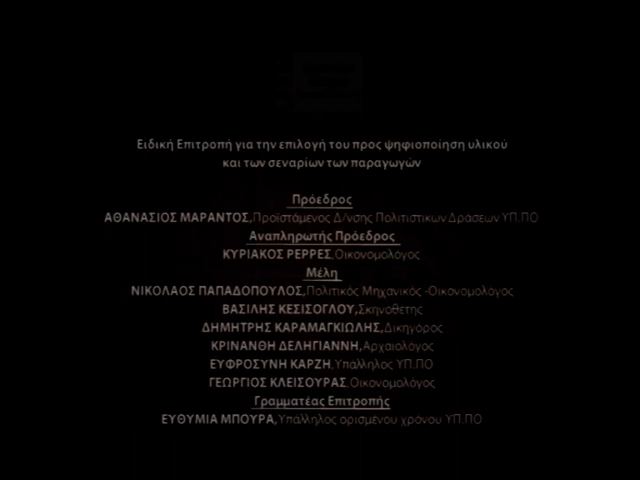 Ειδική Επιτροπή για την επιλογή του προς ψηφιοποίηση υλικού
και των σεναρίων των παραγωγών
Πρόεδρος
ΑΘΑΝΑΣΙΟΣ ΜΑΡΑΝΤΟΣ,Προϊστάμενος Δ/νσης Πολιτιστικων Δρασεων ΥΠ.ΠΟ
Αναπληρωτής Πρόεδρος
ΚΥΡΙΑΚΟΣ ΡΕΡΡΕΣ,Οικονομολόγος
Μέλη
ΝΙΚΟΛΑΟΣ ΠΑΠΑΔΟΠΟΥΛΟΣ,Πολιτικός Μηχανικός -Οικονομολόγος
ΒΑΣΙΛΗΣ ΚΕΣΙΣΟΓΛΟΥ,Σκηνοθετης
ΔΗΜΗΤΡΗΣ ΚΑΡΑΜΑΓΚΙΩΛΗΣ,Δικηγόρος
ΚΡΙΝΑΝΘΗ ΔΕΛΗΓΙΑΝΝΗ,Αρχαιολόγος
ΕΥΦΡΟΣΥΝΗ ΚΑΡΖΗ,Υπάλληλος ΥΠ.ΠΟ
ΓΕΩΡΓΙΟΣ ΚΛΕΙΣΟΥΡΑΣ,Οικονομολόγος
Γραμματέας Επιτροπής
ΕΥΘΥΜΙΑ ΜΠΟΥΡΑ,Υπάλληλος ορισμένου χρόνου ΥΠ.ΠΟ